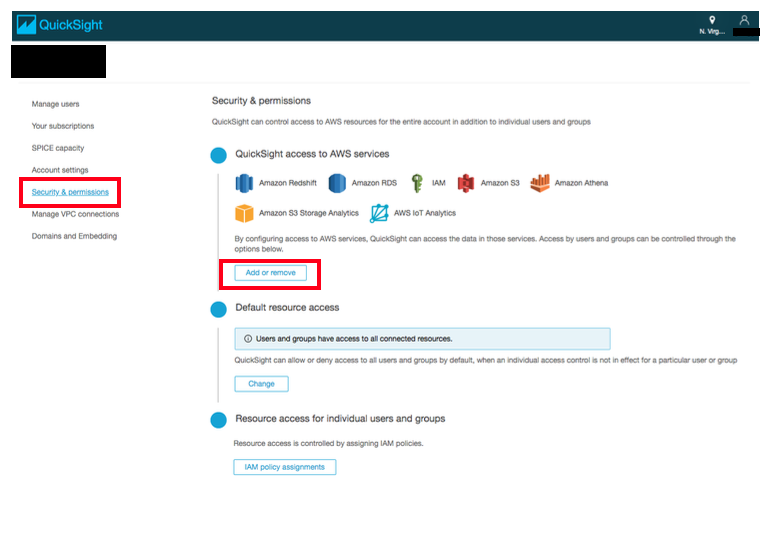 QuickSight
N. Virg...
Manage users
Your subscriptions
SPICE capacity
Account settings
Security & permissions
Manage VPC connections
Domains and Embedding
Security & permissions
QuickSight can control access to AWS resources for the entire account in addition to individual users and groups
QuickSight access to AWS services
Amazon Redshift Amazon RDS IAM Amazon S3 Amazon Athena
Amazon S3 Storage Analytics AWS IoT Analytics
By configuring access to AWS services, QuickSight can access the data in those services. Access by users and groups can be controlled through the
options below.
Add or remove
Default resource access
Users and groups have access to all connected resources.
QuickSight can allow or deny access to all users and groups by default, when an individual access control is not in effect for a particular user or group
Change
Resource access for individual users and groups
Resource access is controlled by assigning IAM policies.
IAM policy assignments